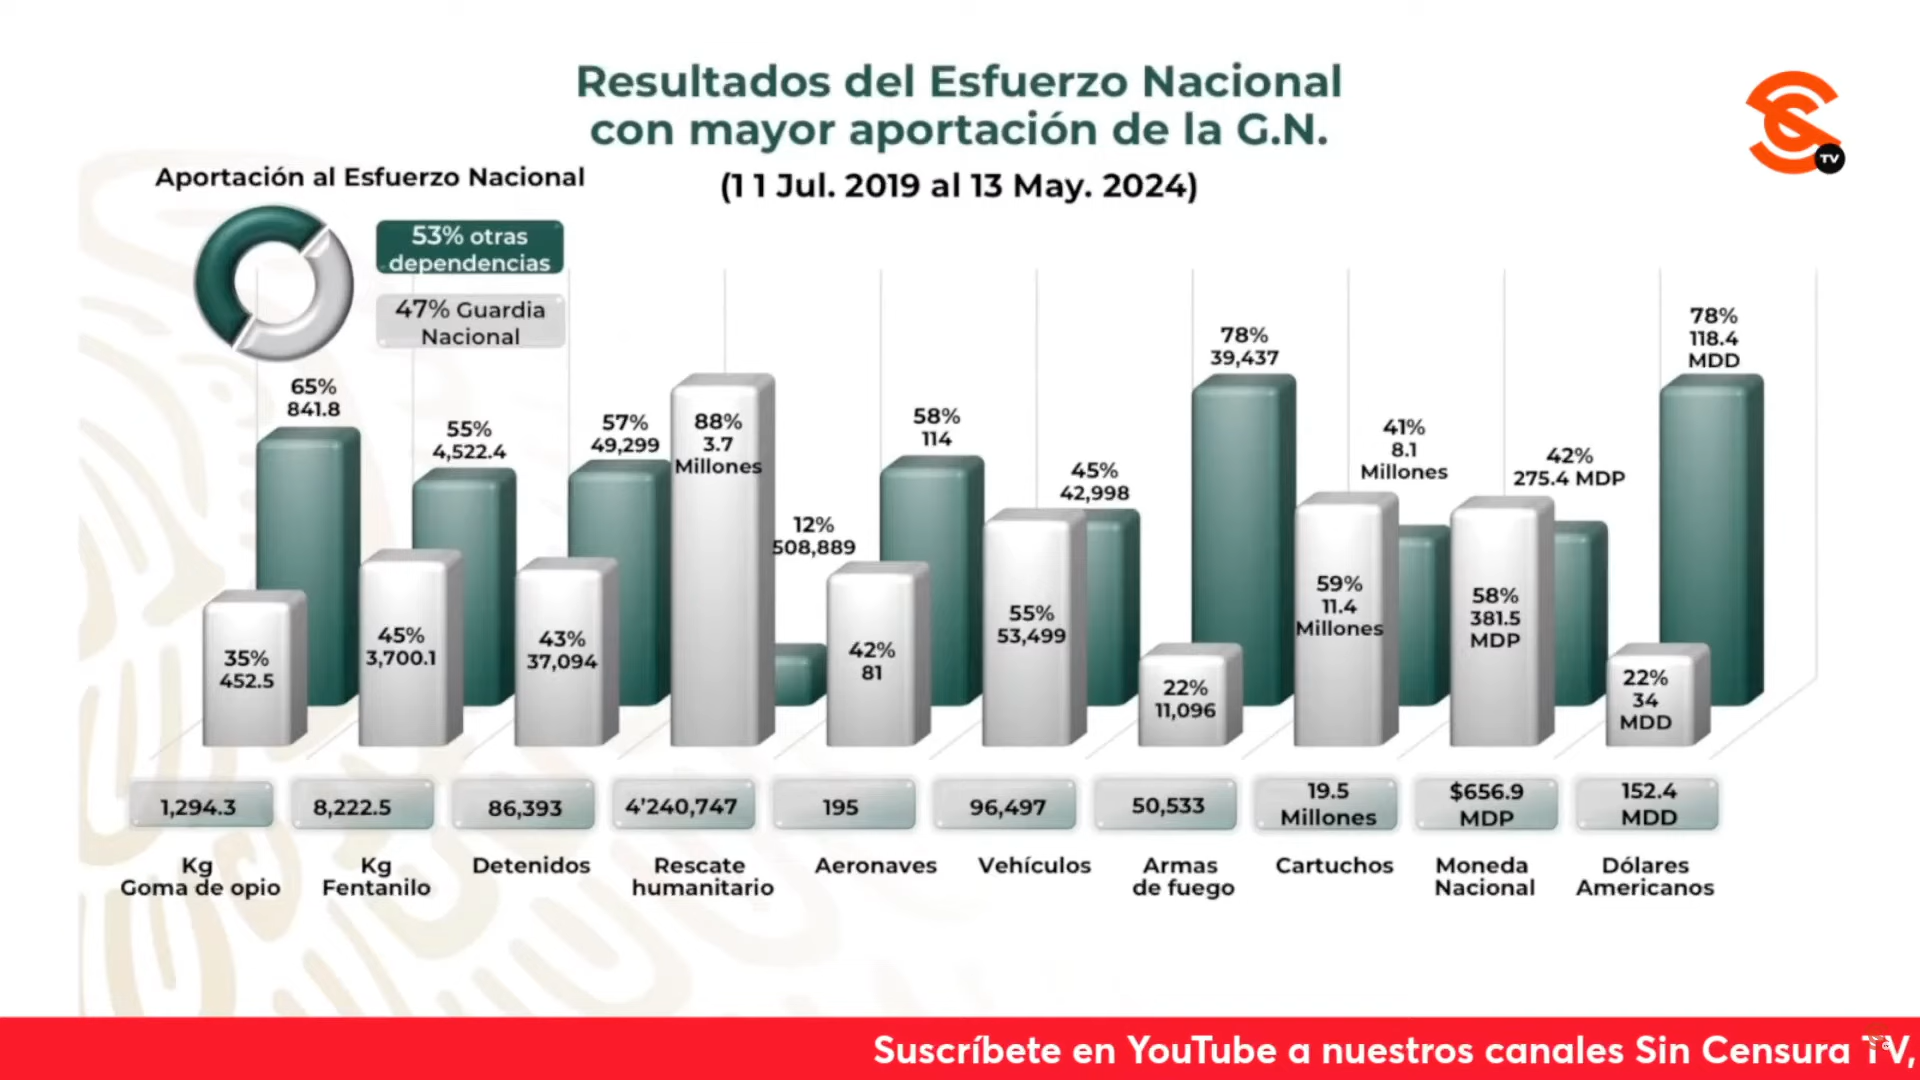 Resultados del Esfuerzo Nacional
con mayor aportación de la G.N.
(1 1 Jul. 2019 al 13 May. 2024)
TV
Aportación al Esfuerzo Nacional
53% otras
dependencias
47% Guardia
Nacional
65%
841.8
35%
452.5
55%
4,522.4
45%
3,700.1
57%
49,299
43%
37,094
88%
3.7
Millones
12%
508,889
58%
114
42%
81
45%
42,998
55%
53,499
78%
39,437
22%
11,096
41%
8.1
Millones
59%
11.4
Millones
42%
275.4 MDP
58%
381.5
MDP
78%
118.4
MDD
22%
34
MDD
1,294.3
Kg
Goma de opio
8,222.5
Kg
Fentanilo
86,393
Detenidos
4'240,747
Rescate
humanitario
195
Aeronaves
96,497
Vehículos
50,533
Armas
de fuego
19.5
Millones
Cartuchos
$656.9
MDP
Moneda
Nacional
152.4
MDD
Dólares
Americanos
Suscríbete en YouTube a nuestros canales Sin Censura TV,